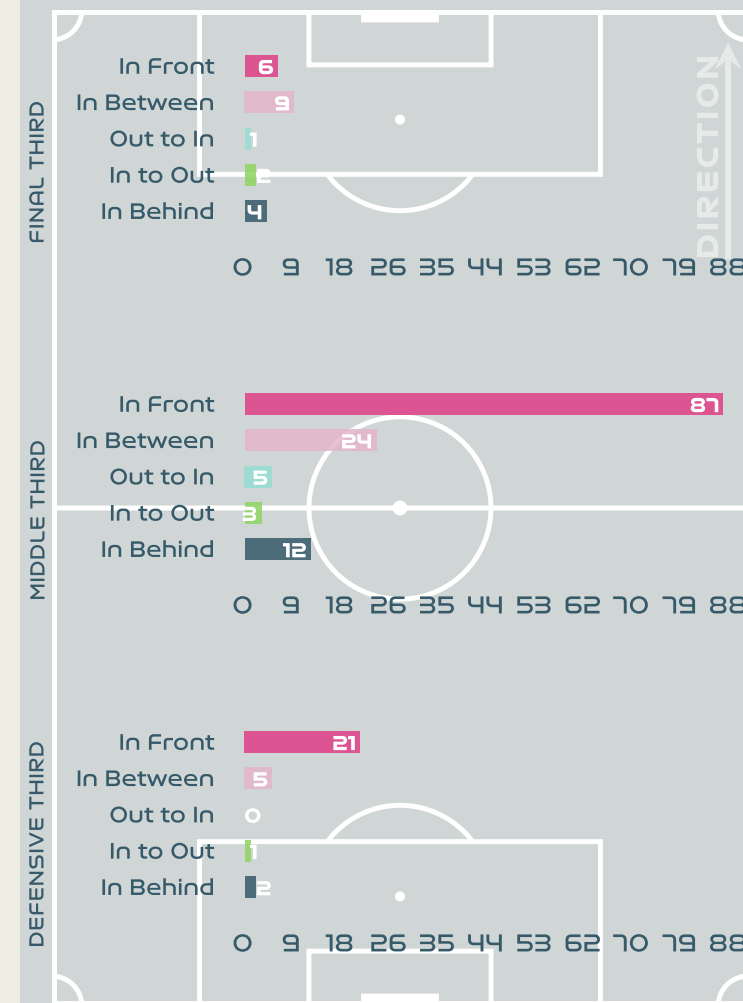 DIRECTION
FINAL THIRD
In Front 6
In Between 9
Out to In 1
In to Out 2
In Behind 4
0 9 18 26 35 44 53 62 70 79 88
MIDDLE THIRD
In Front 87
In Between 24
Out to In 5
In to Out 3
In Behind 12
0 9 18 26 35 44 53 62 70 79 88
DEFENSIVE THIRD
In Front 21
In Between 5
Out to In 0
In to Out 1
In Behind 2
0 9 18 26 35 44 53 62 70 79 88